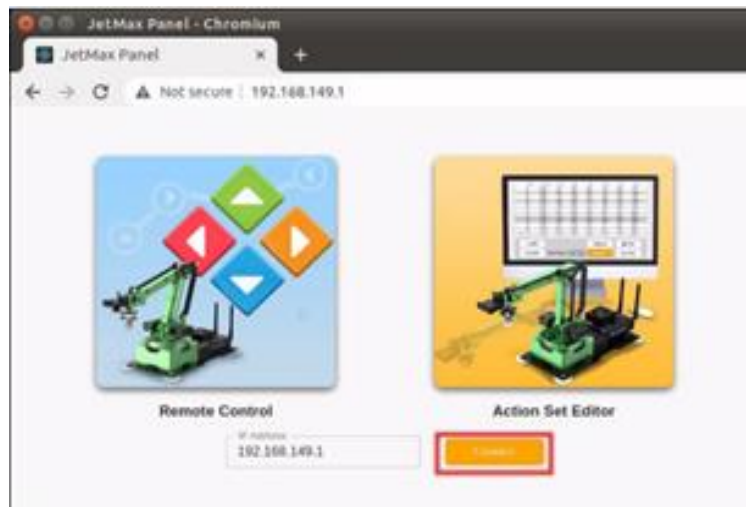 JetMax Panel - Chromium
JetMax Panel × +
Not secure | 192.168.149.1
Remote Control
Action Set Editor
IP Address
192.168.149.1